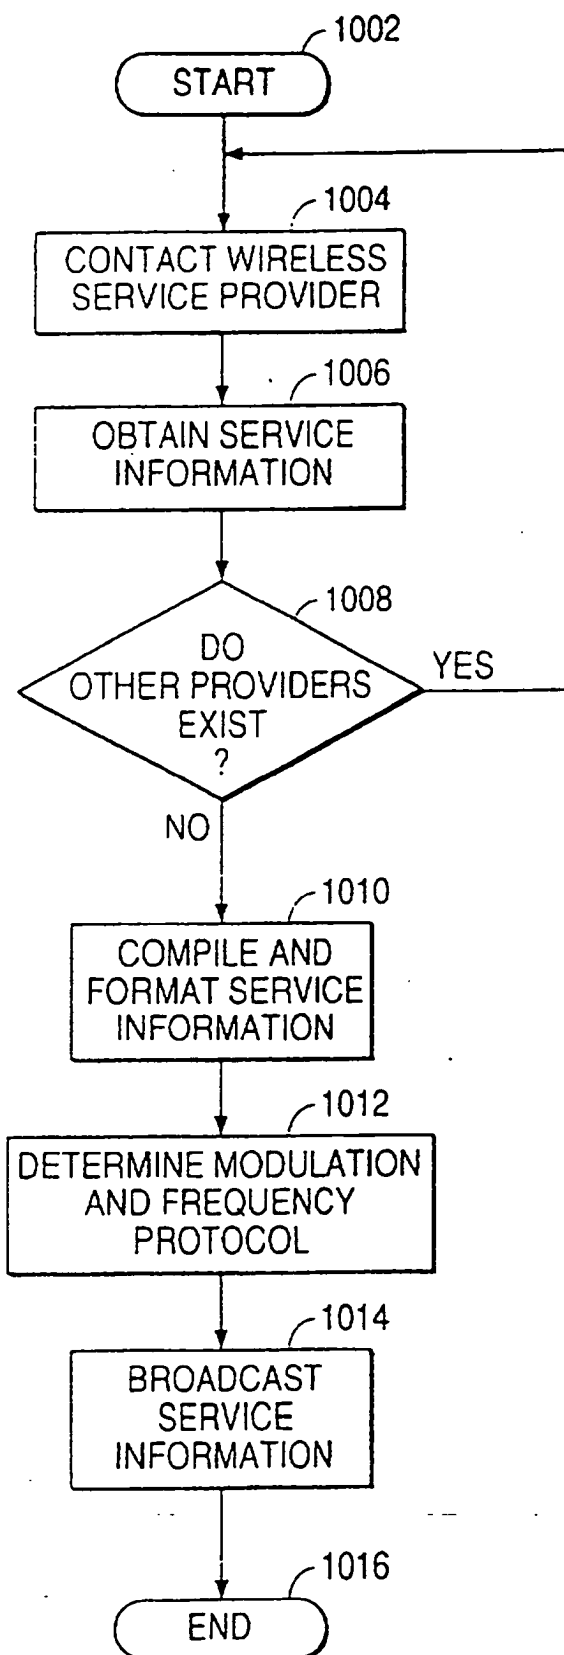 1002
START
1004
CONTACT WIRELESS
SERVICE PROVIDER
1006
OBTAIN SERVICE
INFORMATION
1008
DO
OTHER PROVIDERS
EXIST
?
YES
NO
1010
COMPILE AND
FORMAT SERVICE
INFORMATION
1012
DETERMINE MODULATION
AND FREQUENCY
PROTOCOL
1014
BROADCAST
SERVICE
INFORMATION
1016
END